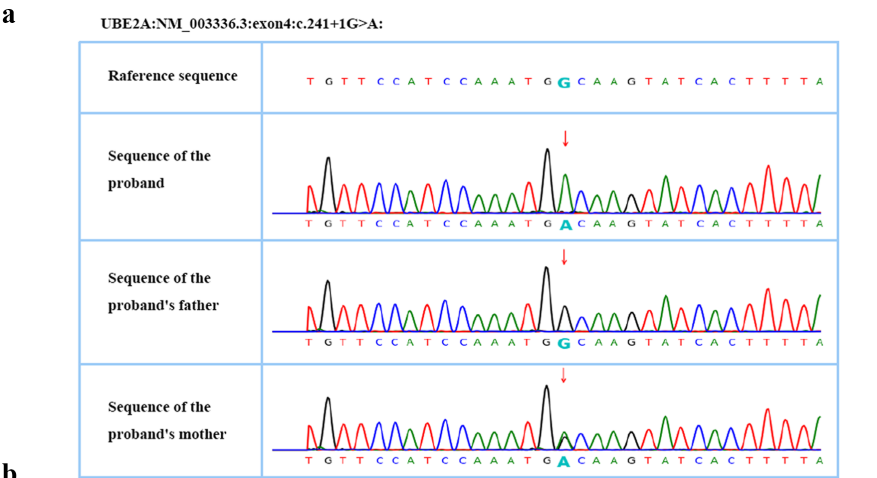 a
UBE2A:NM_003336.3:exon4:c.241+1G>A:
Raference sequence
T G T T C C A T C C A A A T G G C A A G T A T C A C T T T T A
Sequence of the
proband
T G T T C C A T C C A A A T G A C A A G T A T C A C T T T T A
Sequence of the
proband's father
T G T T C C A T C C A A A T G G C A A G T A T C A C T T T T A
Sequence of the
proband's mother
T G T T C C A T C C A A A T G A C A A G T A T C A C T T T T A
b